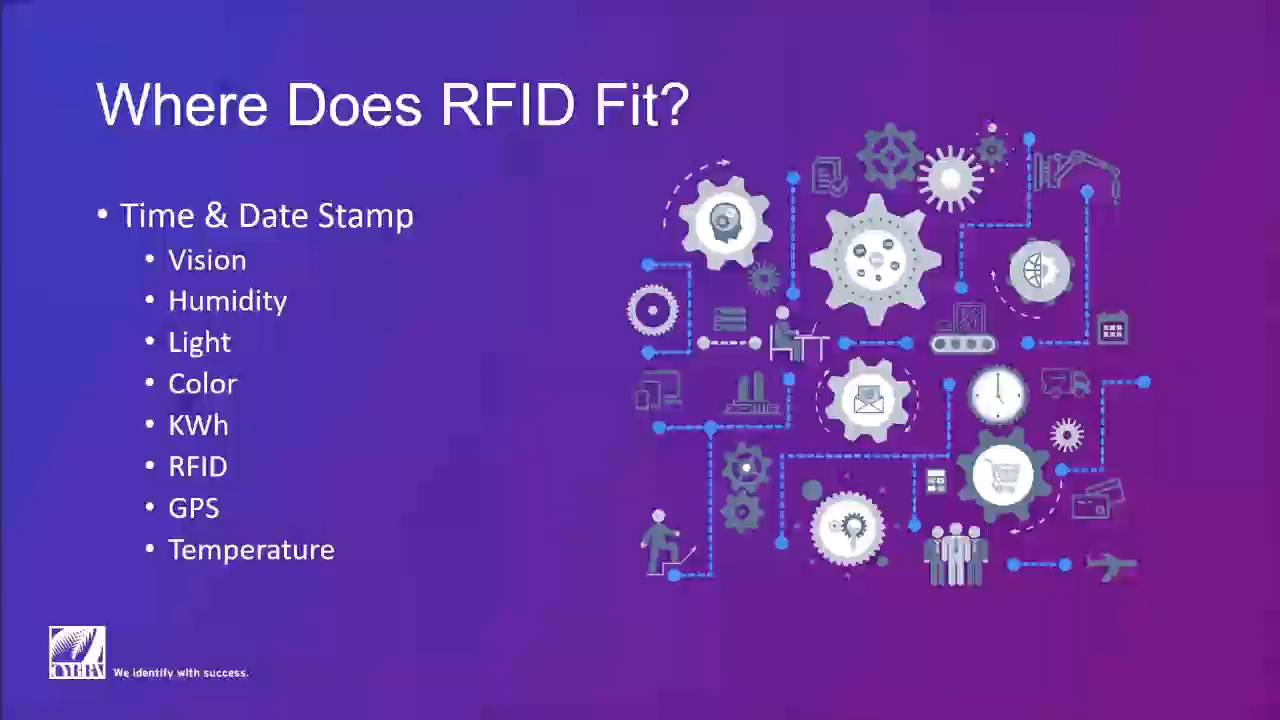 Where Does RFID Fit?
• Time & Date Stamp
• Vision
• Humidity
• Light
• Color
• KWh
• RFID
• GPS
• Temperature
CYBRA
We identify with success.